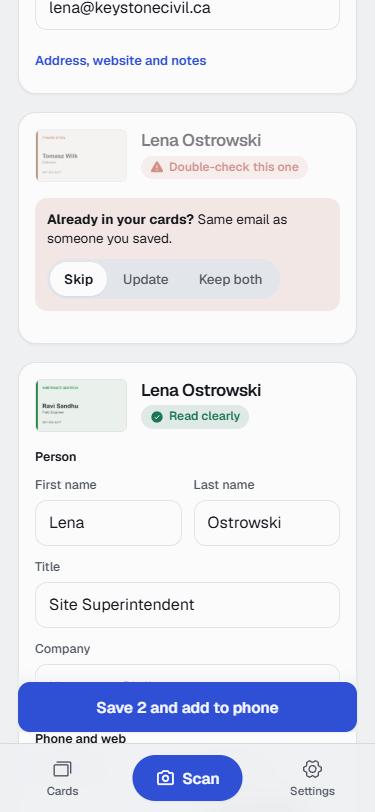 lena@keystonecivil.ca
Address, website and notes
Tomasz Wilk
Lena Ostrowski
Double-check this one
Already in your cards? Same email as
someone you saved.
Skip Update Keep both
Ravi Sandhu
Lena Ostrowski
Read clearly
Person
First name Last name
Lena Ostrowski
Title
Site Superintendent
Company
Save 2 and add to phone
Phone and web
Cards Scan Settings